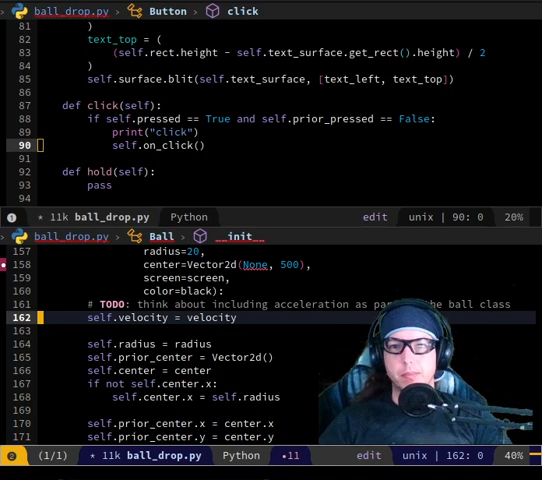 ball_drop.py › Button › click
81 )
82 text_top = (
83 (self.rect.height - self.text_surface.get_rect().height) / 2
84 )
85 self.surface.blit(self.text_surface, [text_left, text_top])
86
87 def click(self):
88 if self.pressed == True and self.prior_pressed == False:
89 print("click")
90 self.on_click()
91
92 def hold(self):
93 pass
94
1 * 11k ball_drop.py Python edit unix | 90: 0 20%
ball_drop.py › Ball › __init__
157 radius=20,
158 center=Vector2d(None, 500),
159 screen=screen,
160 color=black):
161 # TODO: think about including acceleration as par the ball class
162 self.velocity = velocity
163
164 self.radius = radius
165 self.prior_center = Vector2d()
166 self.center = center
167 if not self.center.x:
168 self.center.x = self.radius
169
170 self.prior_center.x = center.x
171 self.prior_center.y = center.y
2 (1/1) * 11k ball_drop.py Python •11 edit unix | 162: 0 40%